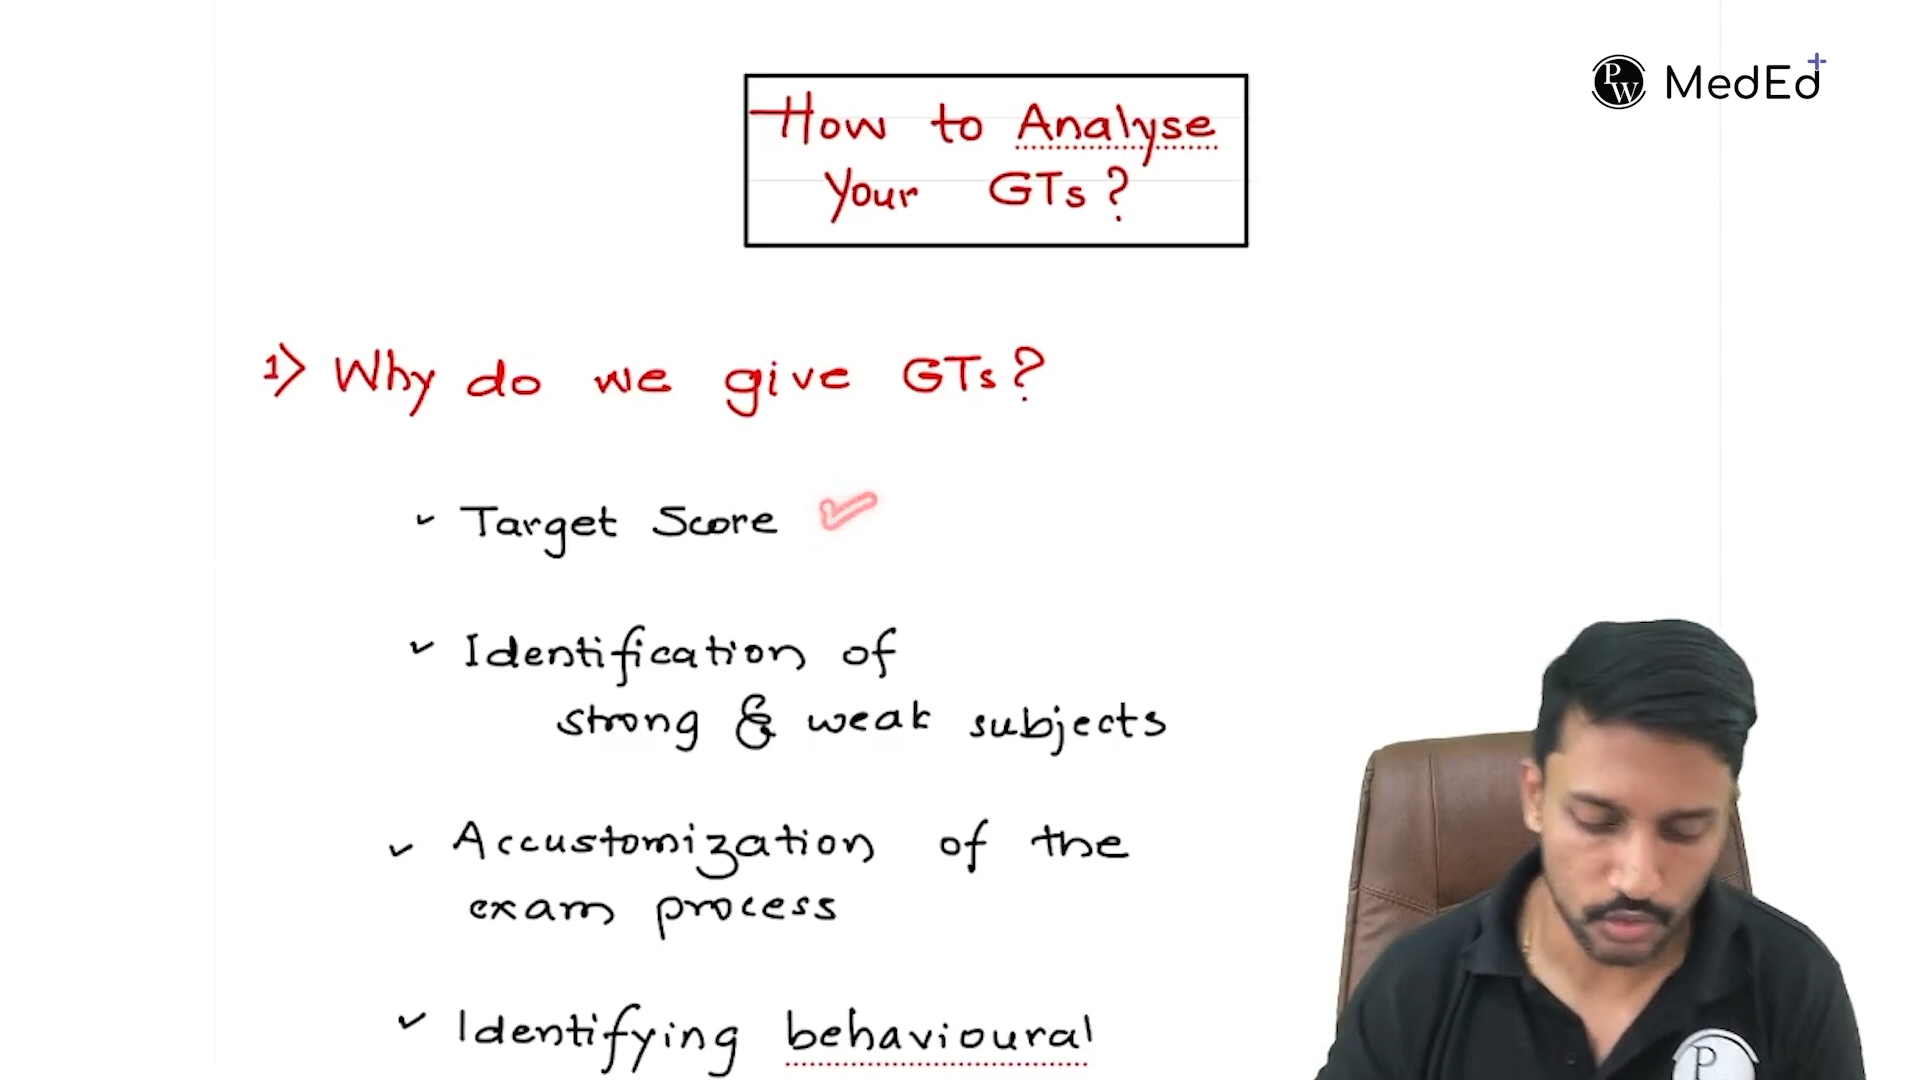 PW MedEd+
How to Analyse
Your GTs?
1) Why do we give GTs?
Target Score
Identification of
strong & weak subjects
Accustomization of the
exam process
Identifying behavioural
P